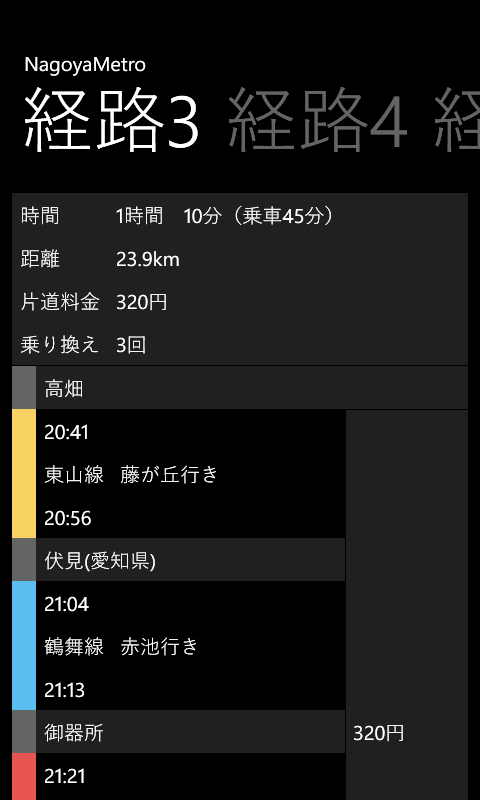 NagoyaMetro
経路3 経路4 経
時間 1時間 10分（乗車45分）
距離 23.9km
片道料金 320円
乗り換え 3回
高畑
20:41
東山線 藤が丘行き
20:56
伏見(愛知県)
21:04
鶴舞線 赤池行き
21:13
御器所 320円
21:21